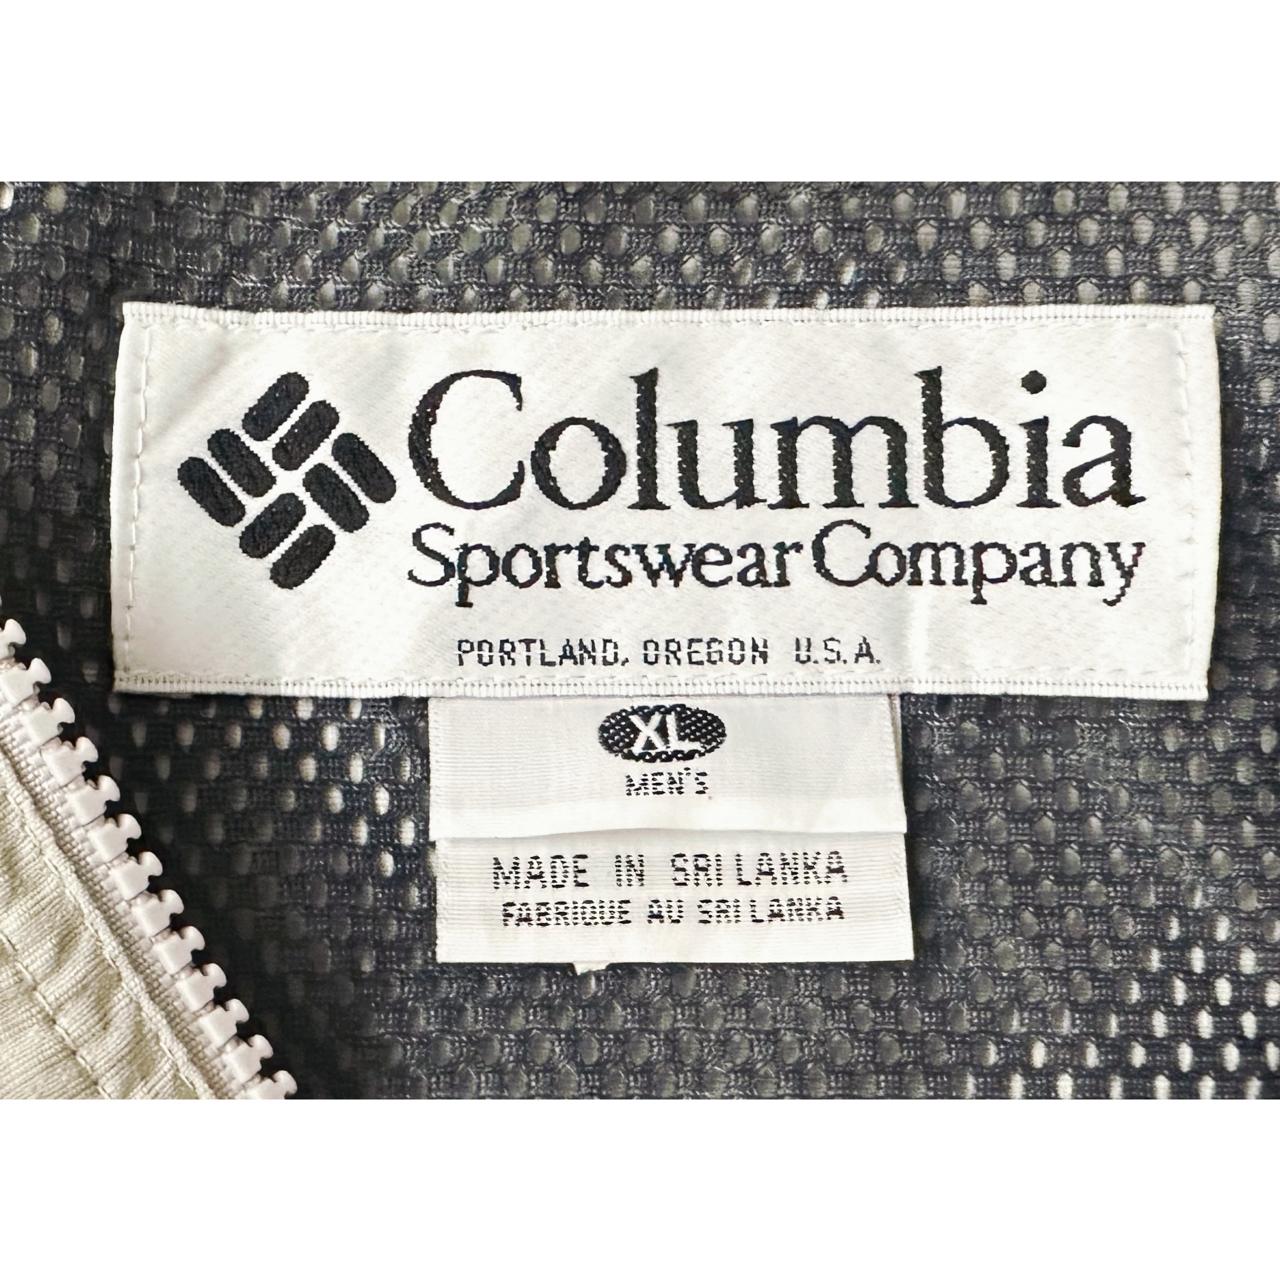 Columbia
Sportswear Company
PORTLAND, OREGON U.S.A.
XL
MEN'S
MADE IN SRI LANKA
FABRIQUE AU SRI LANKA